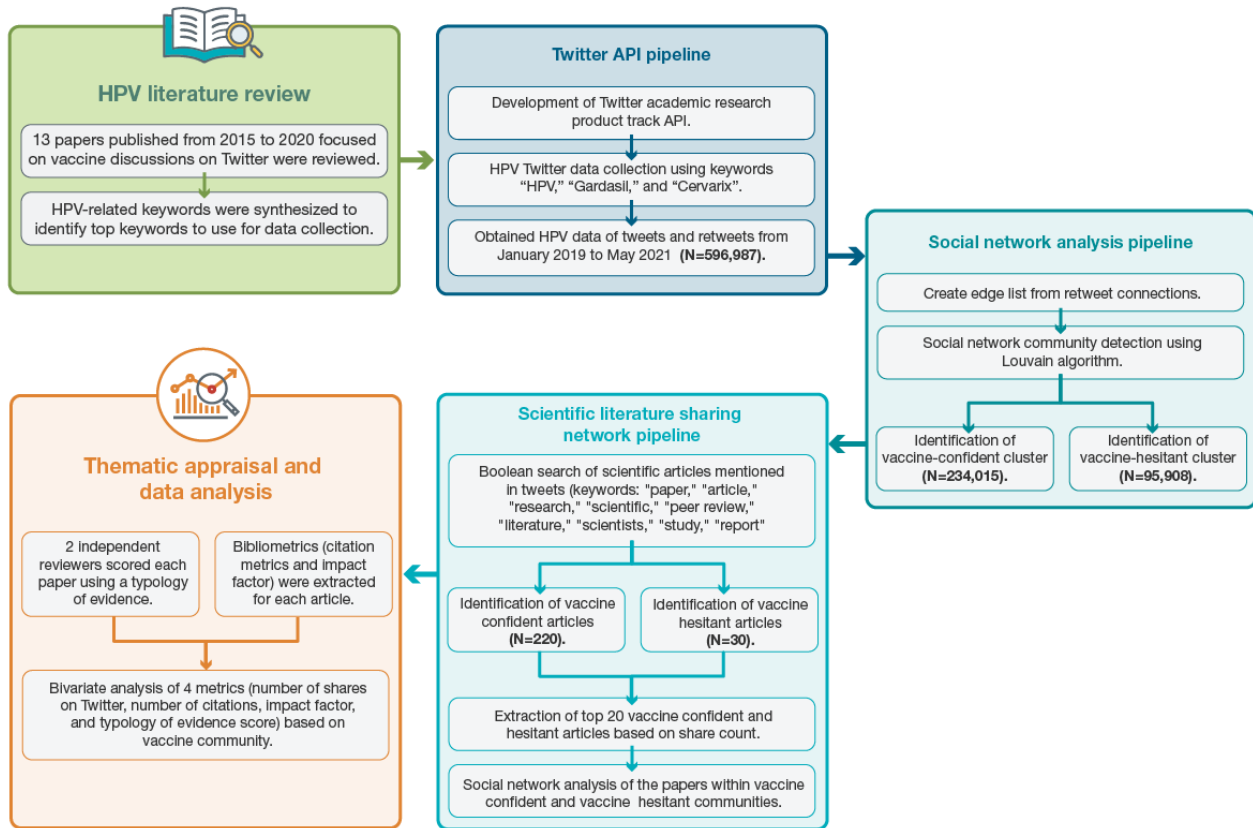 HPV literature review
13 papers published from 2015 to 2020 focused
on vaccine discussions on Twitter were reviewed.
HPV-related keywords were synthesized to
identify top keywords to use for data collection.
Twitter API pipeline
Development of Twitter academic research
product track API.
HPV Twitter data collection using keywords
“HPV,” “Gardasil,” and “Cervarix”.
Obtained HPV data of tweets and retweets from
January 2019 to May 2021 (N=596,987).
Social network analysis pipeline
Create edge list from retweet connections.
Social network community detection using
Louvain algorithm.
Identification of
vaccine-confident cluster
(N=234,015).
Identification of
vaccine-hesitant cluster
(N=95,908).
Scientific literature sharing
network pipeline
Boolean search of scientific articles mentioned
in tweets (keywords: "paper," "article,"
"research," "scientific," "peer review,"
"literature," "scientists," "study," "report"
Identification of vaccine
confident articles
(N=220).
Identification of vaccine
hesitant articles
(N=30).
Extraction of top 20 vaccine confident and
hesitant articles based on share count.
Social network analysis of the papers within vaccine
confident and vaccine hesitant communities.
Thematic appraisal and
data analysis
2 independent
reviewers scored each
paper using a typology
of evidence.
Bibliometrics (citation
metrics and impact
factor) were extracted
for each article.
Bivariate analysis of 4 metrics (number of shares
on Twitter, number of citations, impact factor,
and typology of evidence score) based on
vaccine community.